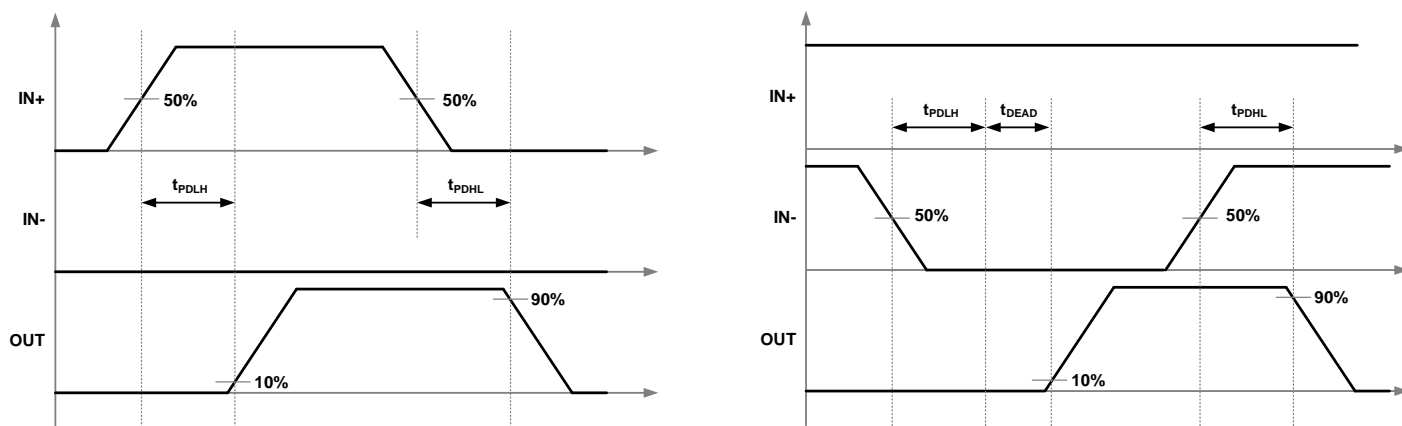 IN+
50%
50%
tPDLH
tPDHL
IN-
90%
OUT
10%
IN+
tPDLH
tDEAD
tPDHL
IN-
50%
50%
90%
OUT
10%